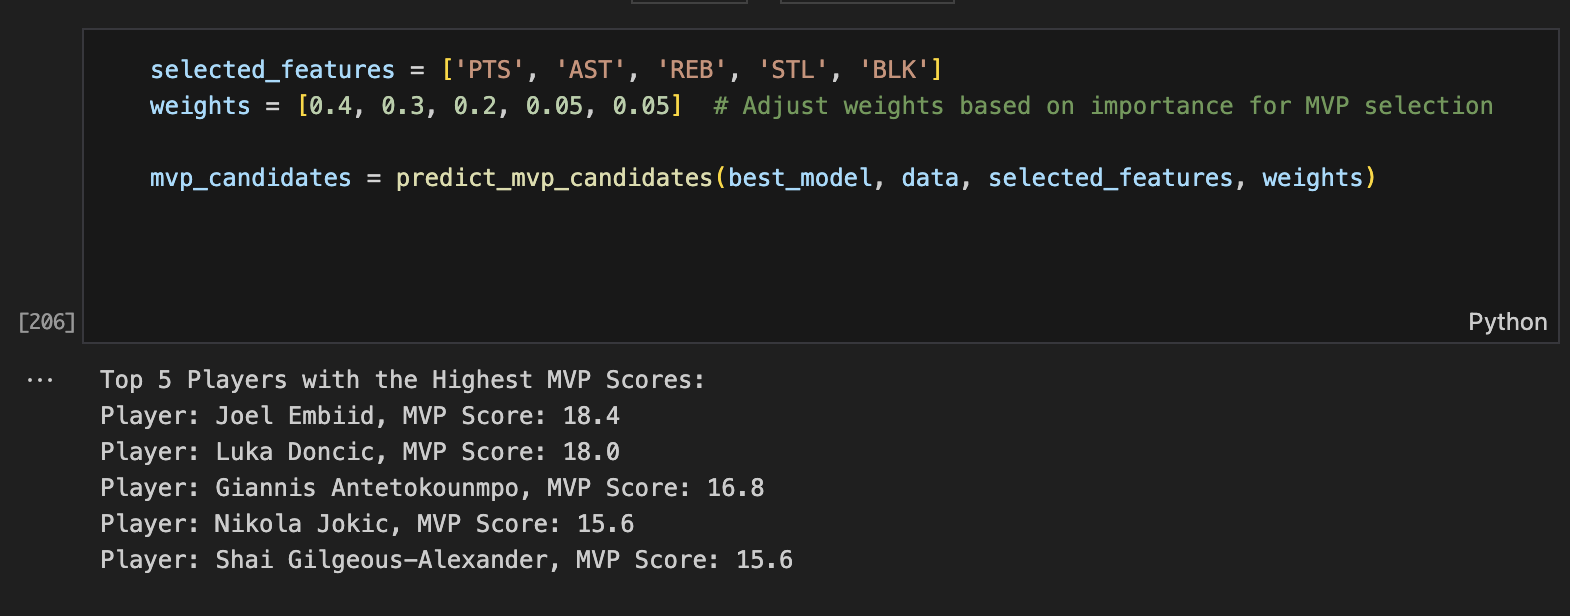 selected_features = ['PTS', 'AST', 'REB', 'STL', 'BLK']
weights = [0.4, 0.3, 0.2, 0.05, 0.05]  # Adjust weights based on importance for MVP selection
mvp_candidates = predict_mvp_candidates(best_model, data, selected_features, weights)
[206]
Python
...
Top 5 Players with the Highest MVP Scores:
Player: Joel Embiid, MVP Score: 18.4
Player: Luka Doncic, MVP Score: 18.0
Player: Giannis Antetokounmpo, MVP Score: 16.8
Player: Nikola Jokic, MVP Score: 15.6
Player: Shai Gilgeous-Alexander, MVP Score: 15.6